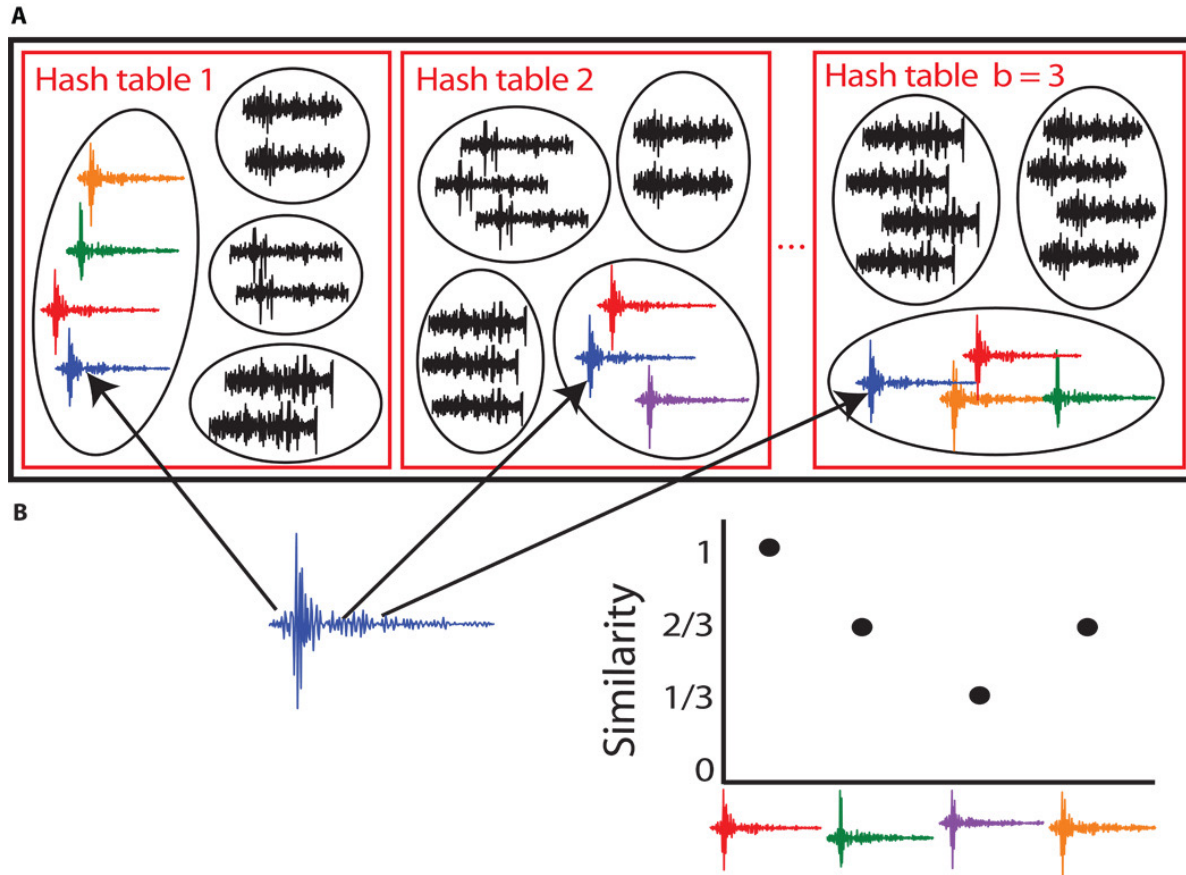 A
Hash table 1
Hash table 2
Hash table b = 3
...
B
Similarity
1
2/3
1/3
0